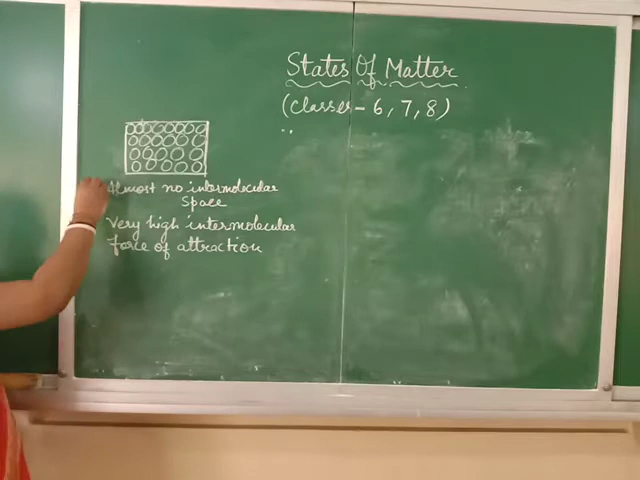 States Of Matter
(Classes - 6, 7, 8)
Almost no intermolecular
space
Very high intermolecular
force of attraction